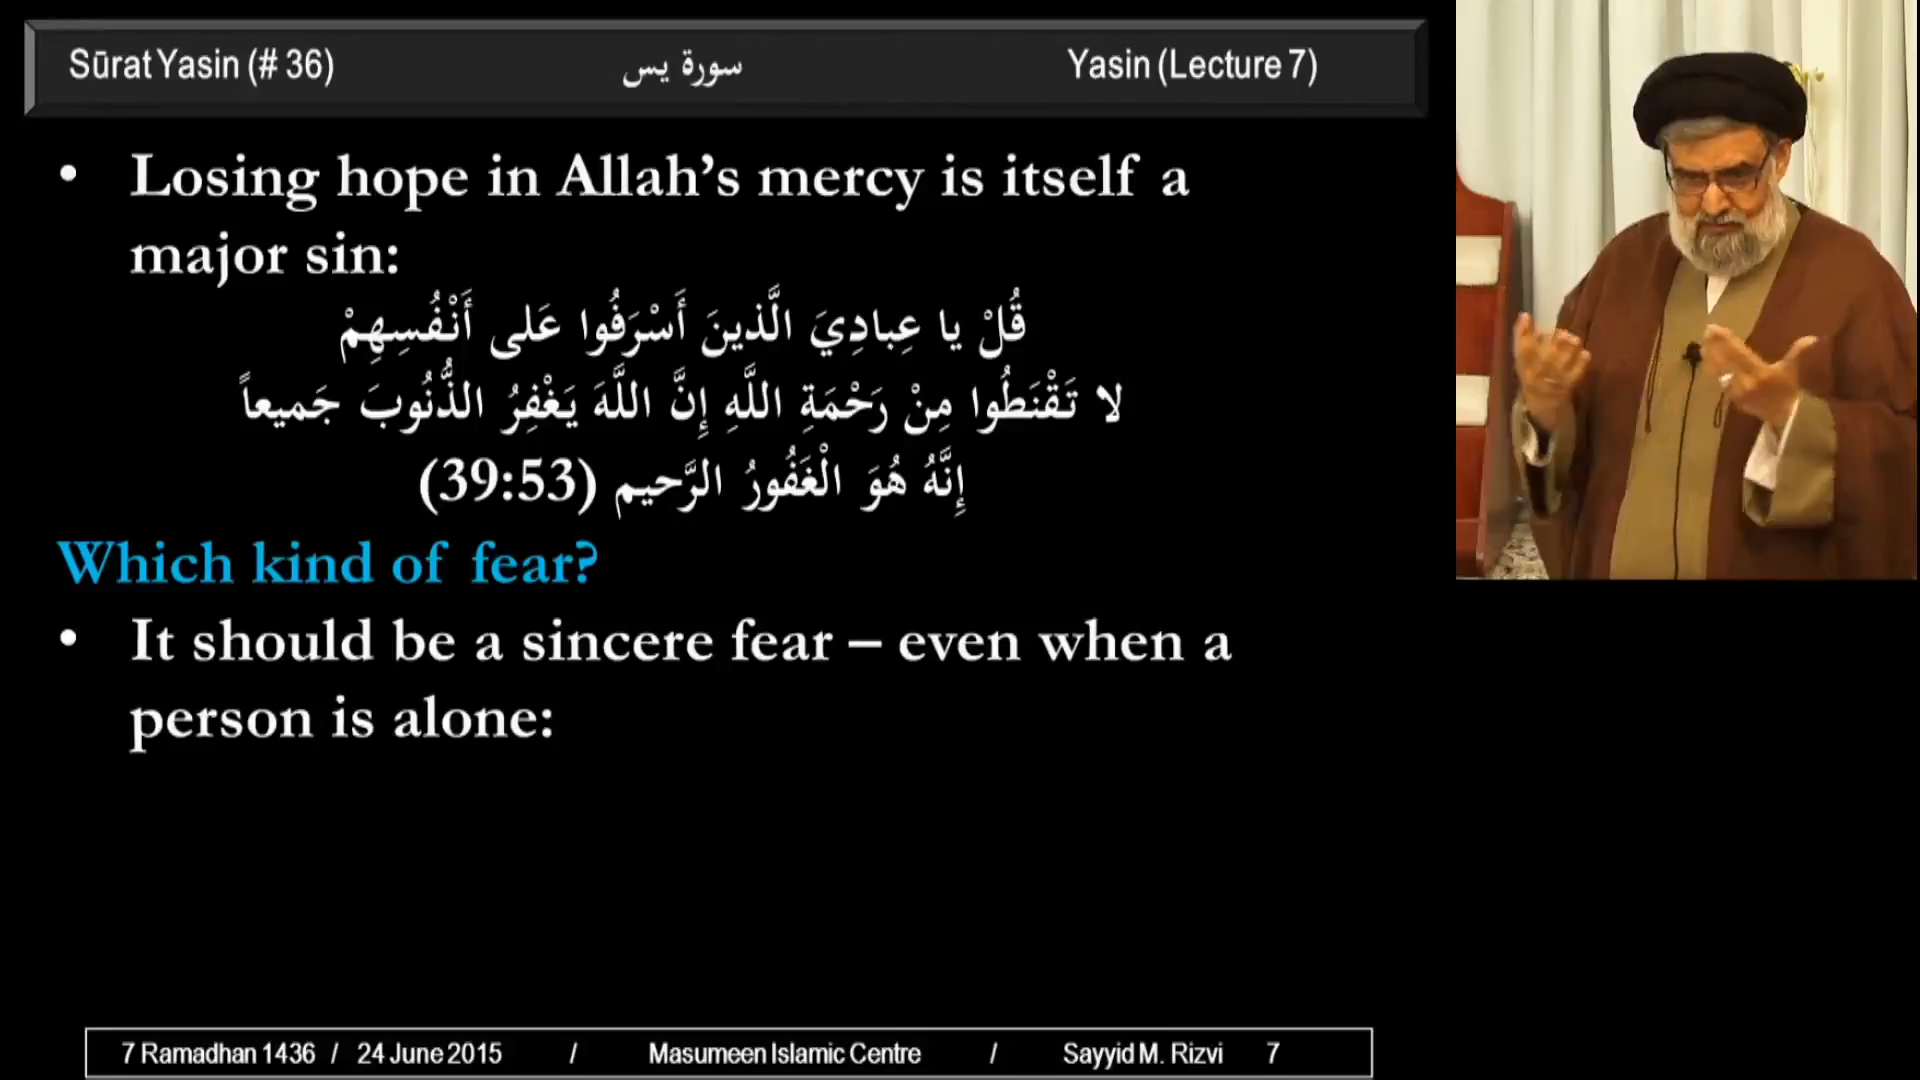 Sūrat Yasin (# 36) سورة يس Yasin (Lecture 7)
• Losing hope in Allah's mercy is itself a
major sin:
قُلْ يا عِبادِيَ الَّذينَ أَسْرَفُوا عَلى أَنْفُسِهِمْ
لا تَقْنَطُوا مِنْ رَحْمَةِ اللَّهِ إِنَّ اللَّهَ يَغْفِرُ الذُّنُوبَ جَميعاً
إِنَّهُ هُوَ الْغَفُورُ الرَّحيم (39:53)
Which kind of fear?
• It should be a sincere fear – even when a
person is alone:
7 Ramadhan 1436 / 24 June 2015 / Masumeen Islamic Centre / Sayyid M. Rizvi 7